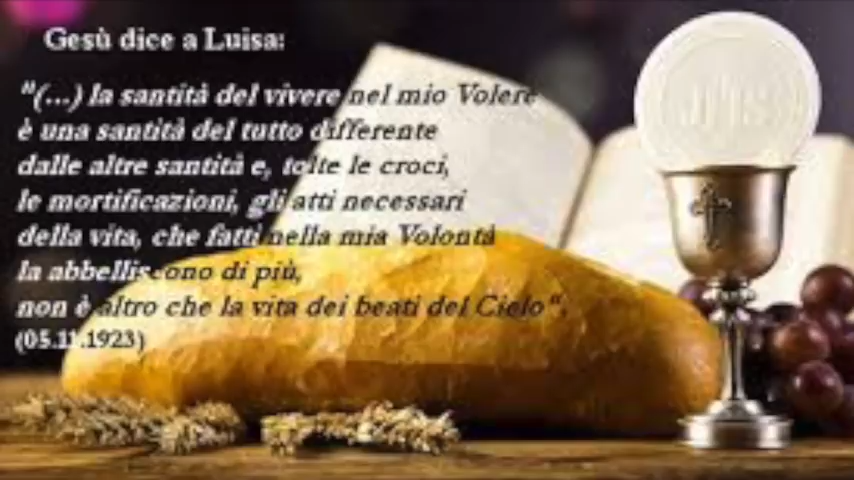 Gesù dice a Luisa:
"(...) la santità del vivere nel mio Volere
è una santità del tutto differente
dalle altre santità e, tolte le croci,
le mortificazioni, gli atti necessari
della vita, che fatti nella mia Volontà
la abbelliscono di più,
non è altro che la vita dei beati del Cielo".
(05.11.1923)
IHS